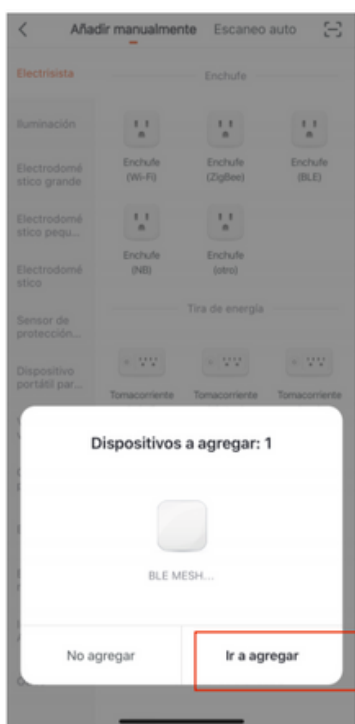 Añadir manualmente Escaneo auto
Electrisista
Enchufe
Iluminación
Enchufe
(Wi-Fi)
Enchufe
(ZigBee)
Enchufe
(BLE)
Electrodomé
stico grande
Electrodomé
stico pequ...
Enchufe
(NB)
Enchufe
(otro)
Electrodomé
stico
Tira de energía
Sensor de
protección...
Dispositivo
portátil par...
Tomacorriente
Tomacorriente
Tomacorriente
Dispositivos a agregar: 1
BLE MESH...
No agregar
Ir a agregar